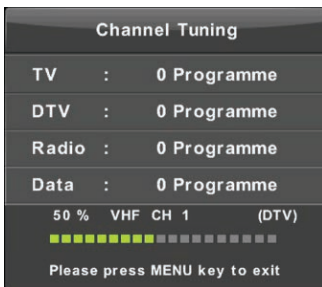 Channel Tuning
TV : 0 Programme
DTV : 0 Programme
Radio : 0 Programme
Data : 0 Programme
50 % VHF CH 1 (DTV)
Please press MENU key to exit